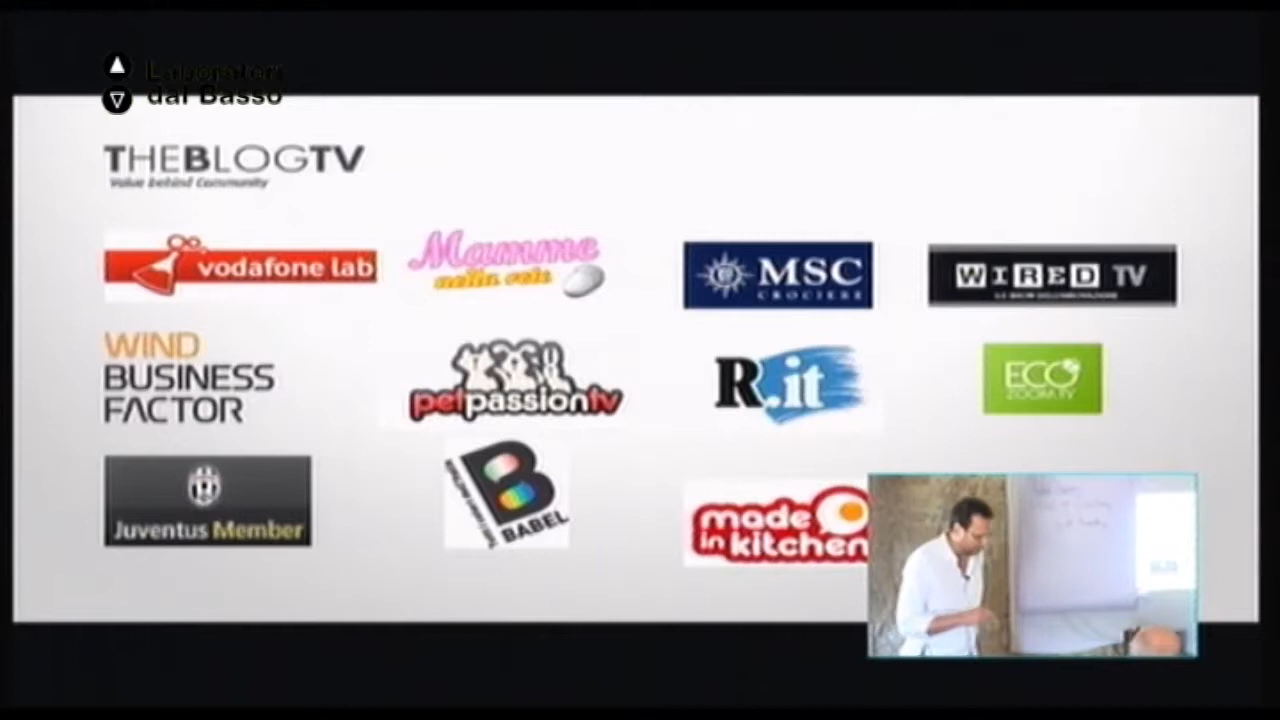 Laboratori
dal Basso
THEBLOGTV
Value behind Community
vodafone lab
Mamme
nella rete
MSC
CROCIERE
WIRED TV
WIND
BUSINESS
FACTOR
petpassiontv
R.it
ECO
ZOOM TV
Juventus Member
BABEL
made
in kitchen